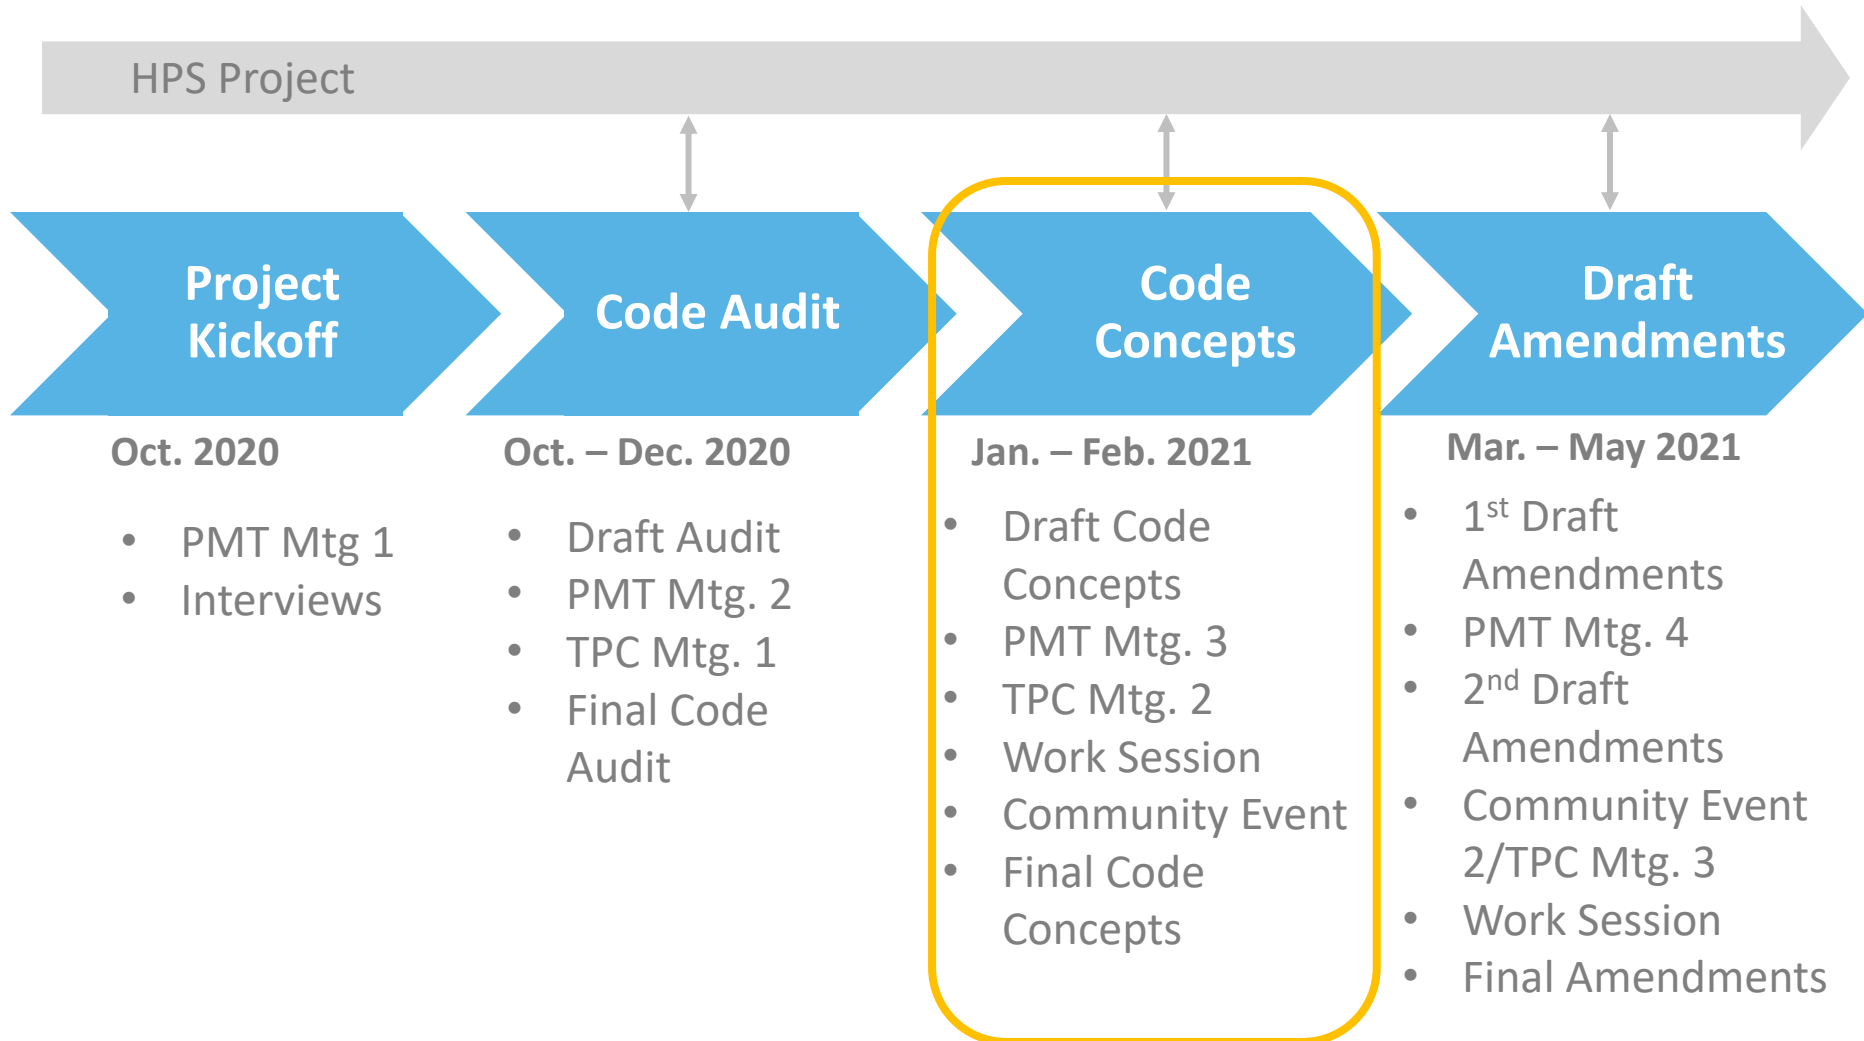 HPS Project
Project
Kickoff
Oct. 2020
• PMT Mtg 1
• Interviews
Code Audit
Oct. – Dec. 2020
• Draft Audit
• PMT Mtg. 2
• TPC Mtg. 1
• Final Code
Audit
Code
Concepts
Jan. – Feb. 2021
• Draft Code
Concepts
• PMT Mtg. 3
• TPC Mtg. 2
• Work Session
• Community Event
• Final Code
Concepts
Draft
Amendments
Mar. – May 2021
• 1st Draft
Amendments
• PMT Mtg. 4
• 2nd Draft
Amendments
• Community Event
2/TPC Mtg. 3
• Work Session
• Final Amendments